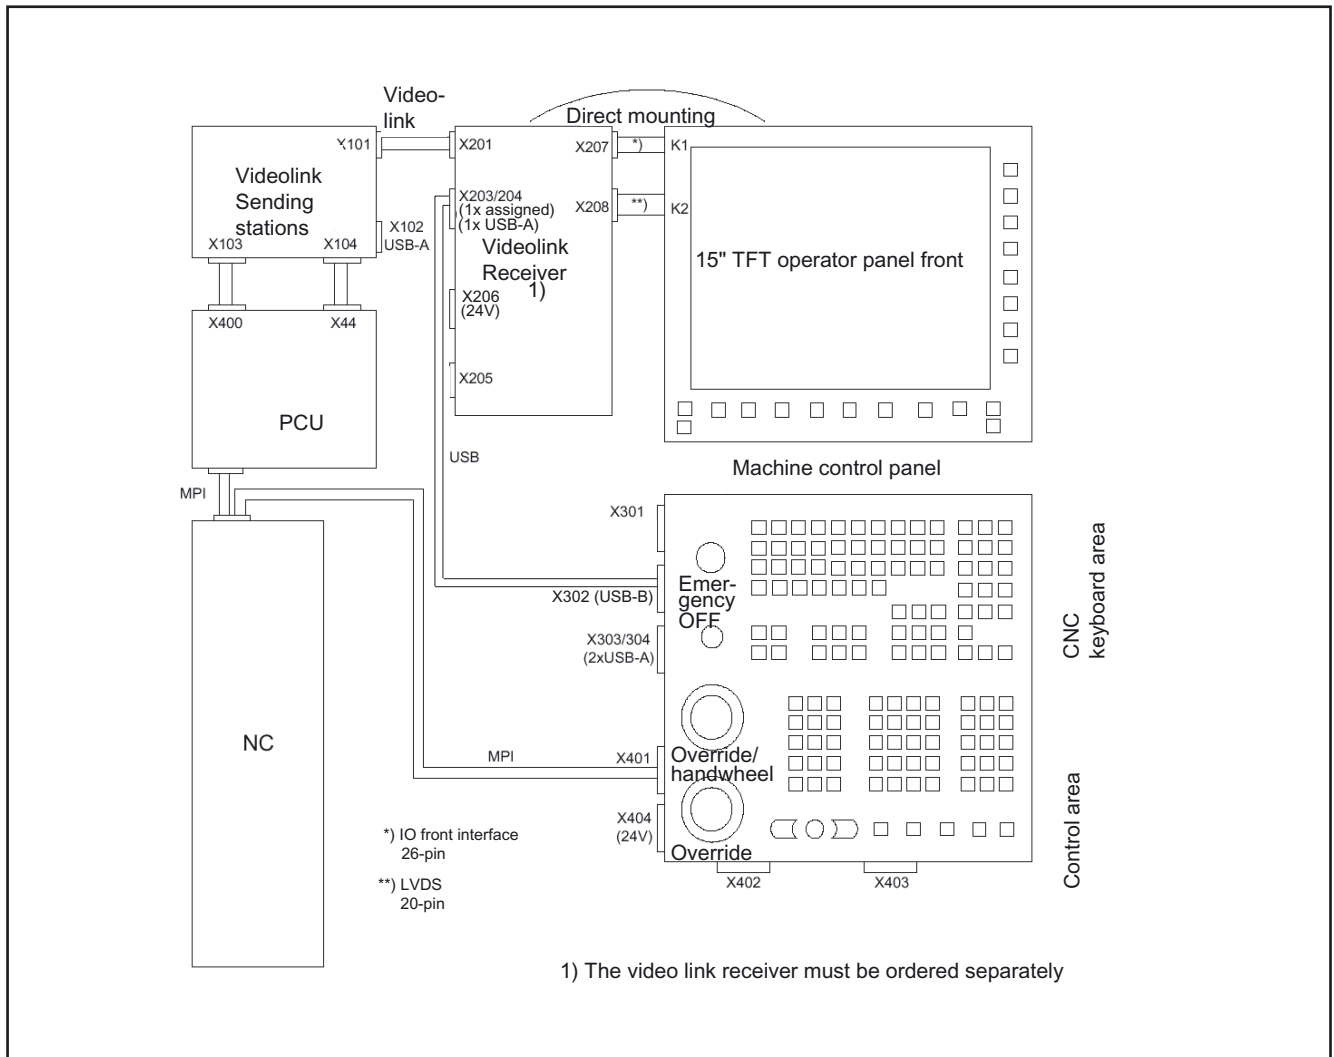 Video-
link
Direct mounting
X101
X201
X207
*)
K1
Videolink
Sending
stations
X203/204
(1x assigned)
(1x USB-A)
X208
**)
K2
X102
USB-A
X103
X104
Videolink
Receiver
1)
15" TFT operator panel front
X206
(24V)
X400
X44
X205
PCU
USB
Machine control panel
MPI
X301
CNC
keyboard area
Emer-
gency
OFF
X302 (USB-B)
X303/304
(2xUSB-A)
NC
MPI
X401
Override/
handwheel
Control area
X404
(24V)
Override
*) IO front interface
26-pin
**) LVDS
20-pin
X402
X403
1) The video link receiver must be ordered separately